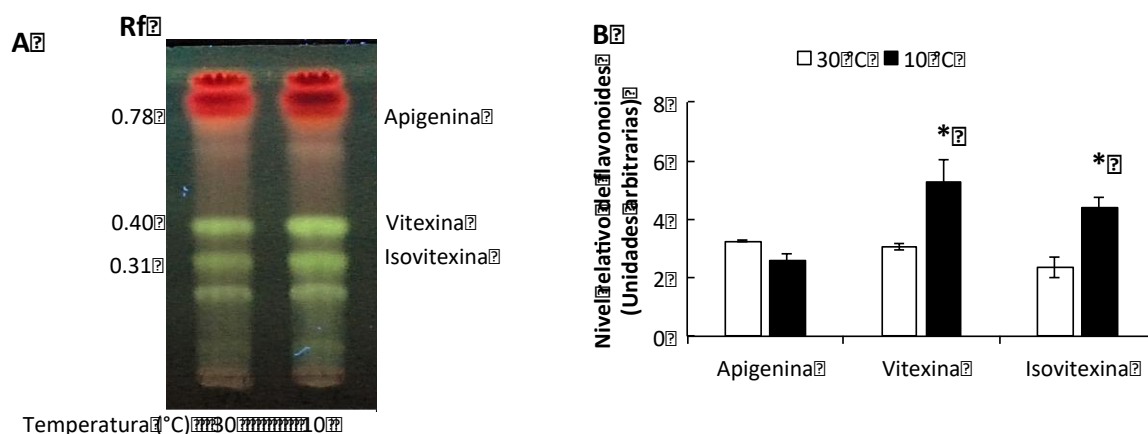 A
Rf
0.78
Apigenina
0.40
Vitexina
0.31
Isovitexina
Temperatura (°C) 30 10
B
30 °C 10 °C
Nivel relativo de flavonoides
(Unidades arbitrarias)
8
6
4
2
0
*
*
Apigenina Vitexina Isovitexina